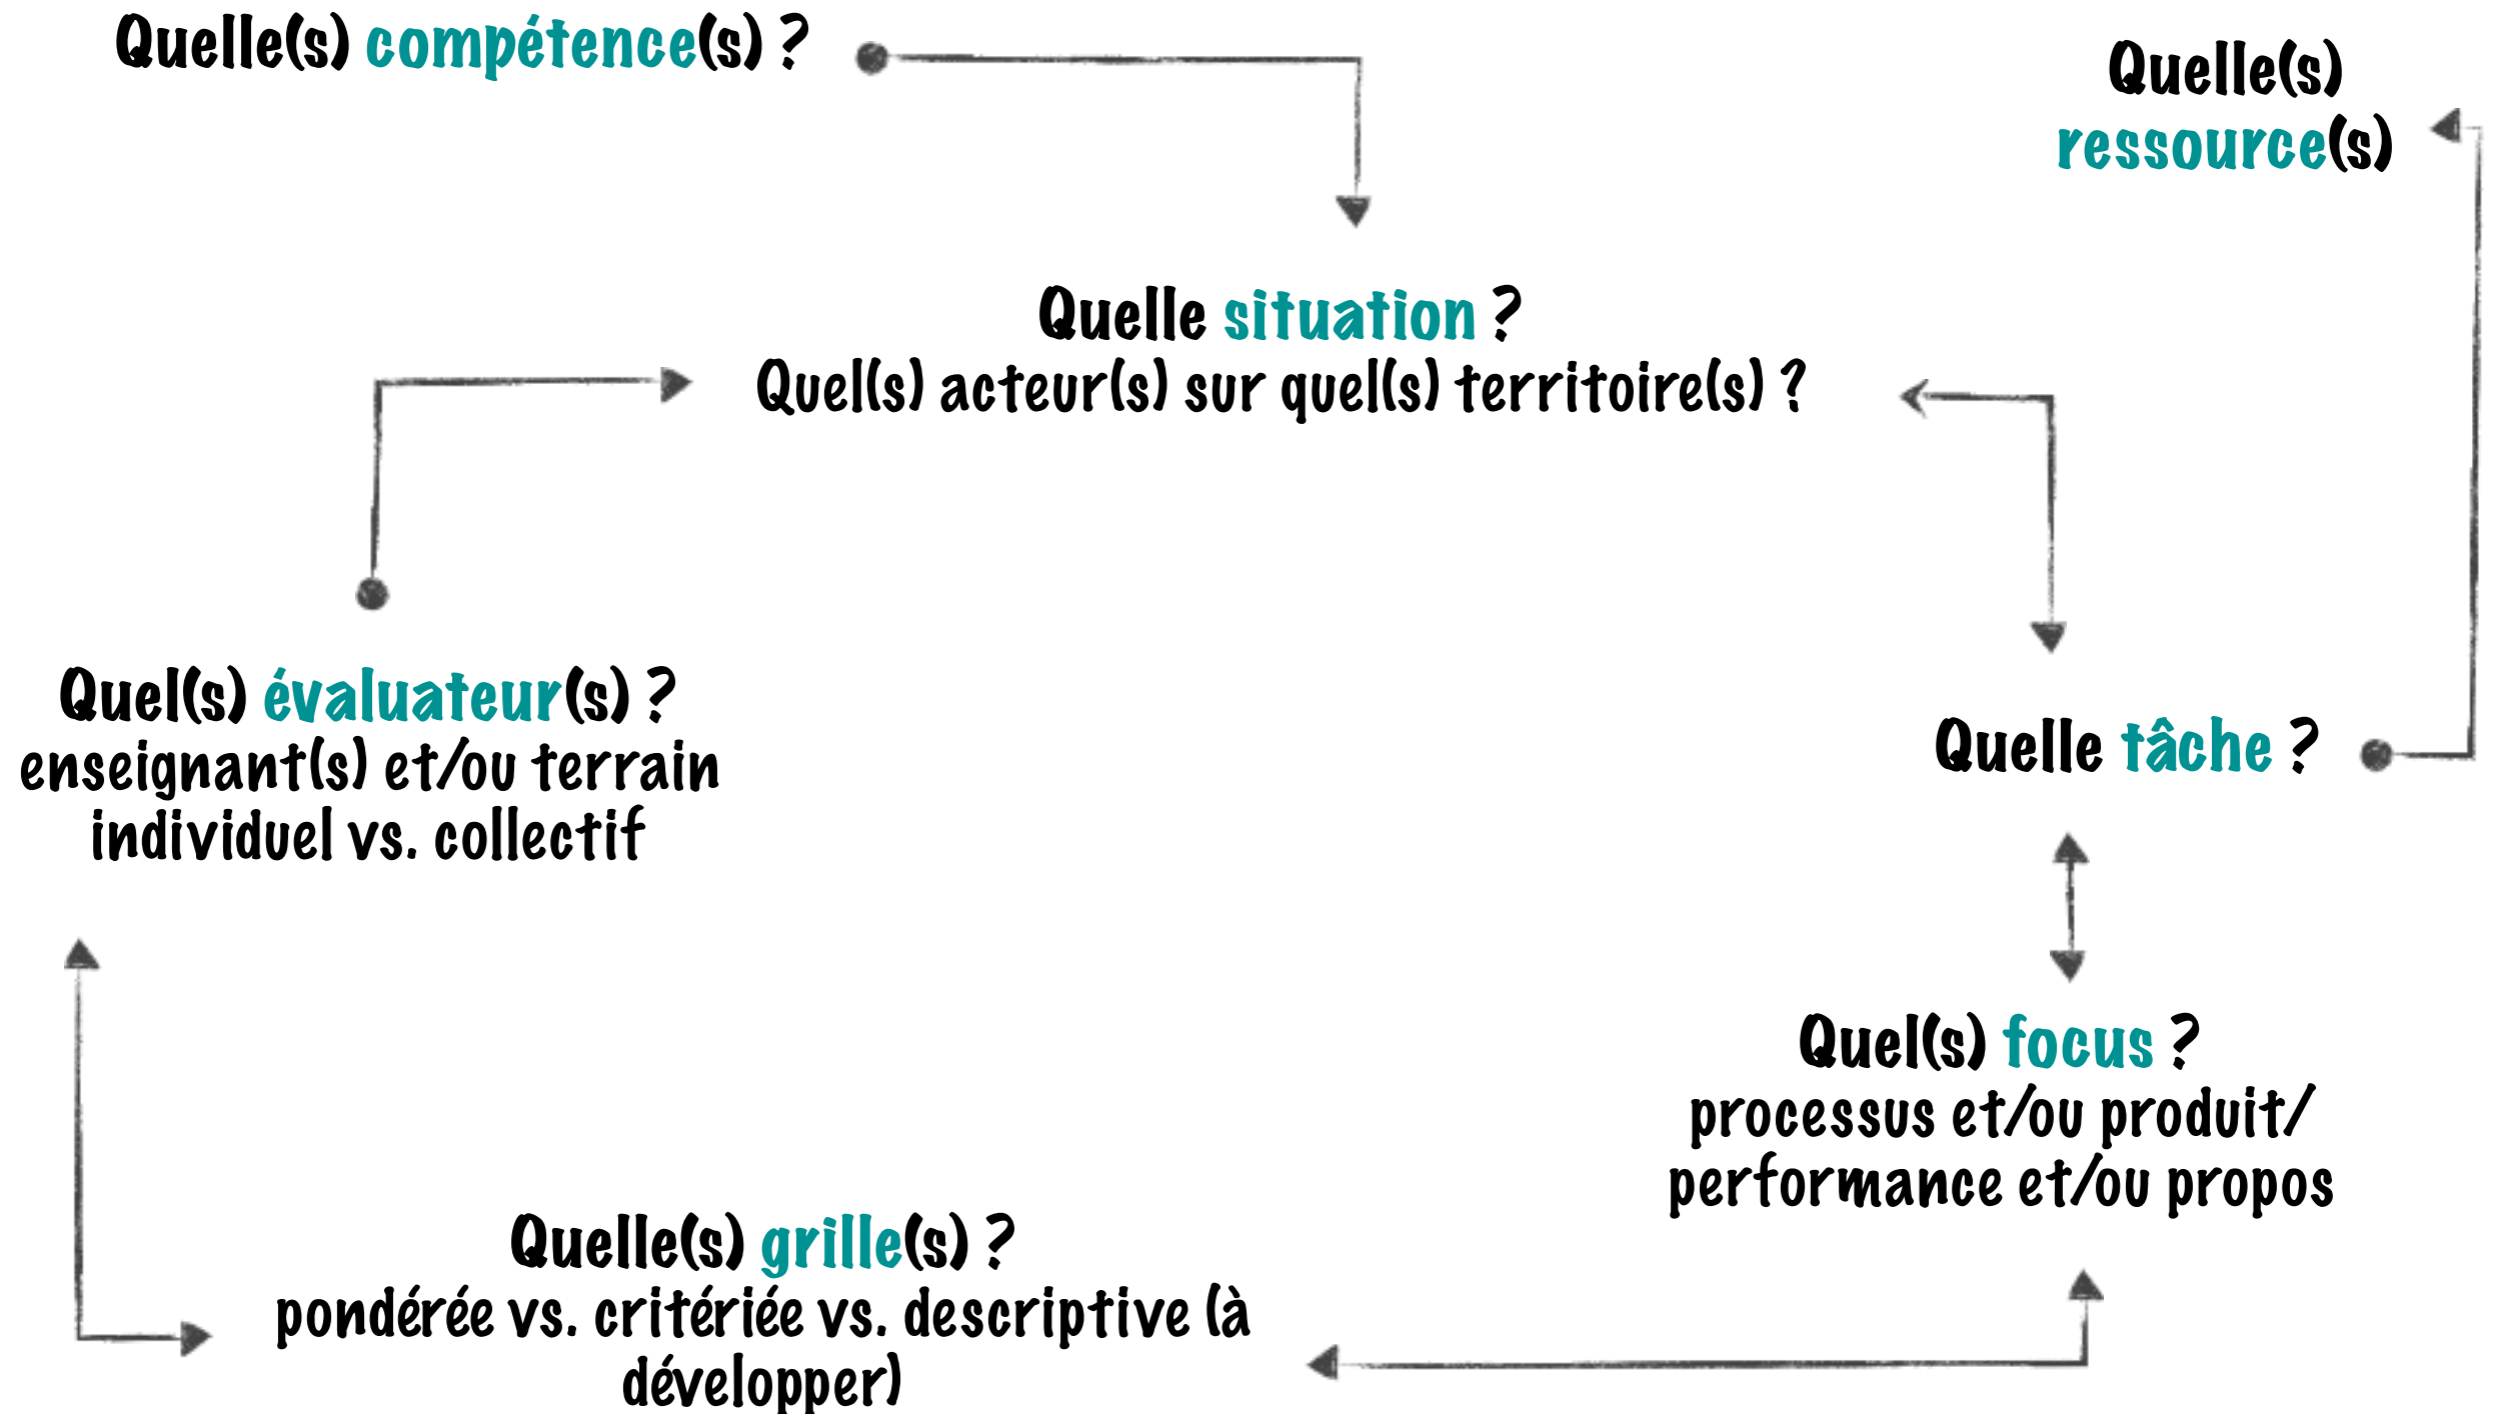 Quelle(s) compétence(s) ?
Quelle(s)
ressource(s)
Quelle situation ?
Quel(s) acteur(s) sur quel(s) territoire(s) ?
Quel(s) évaluateur(s) ?
enseignant(s) et/ou terrain
individuel vs. collectif
Quelle tâche ?
Quel(s) focus ?
processus et/ou produit/
performance et/ou propos
Quelle(s) grille(s) ?
pondérée vs. critériée vs. descriptive (à
développer)